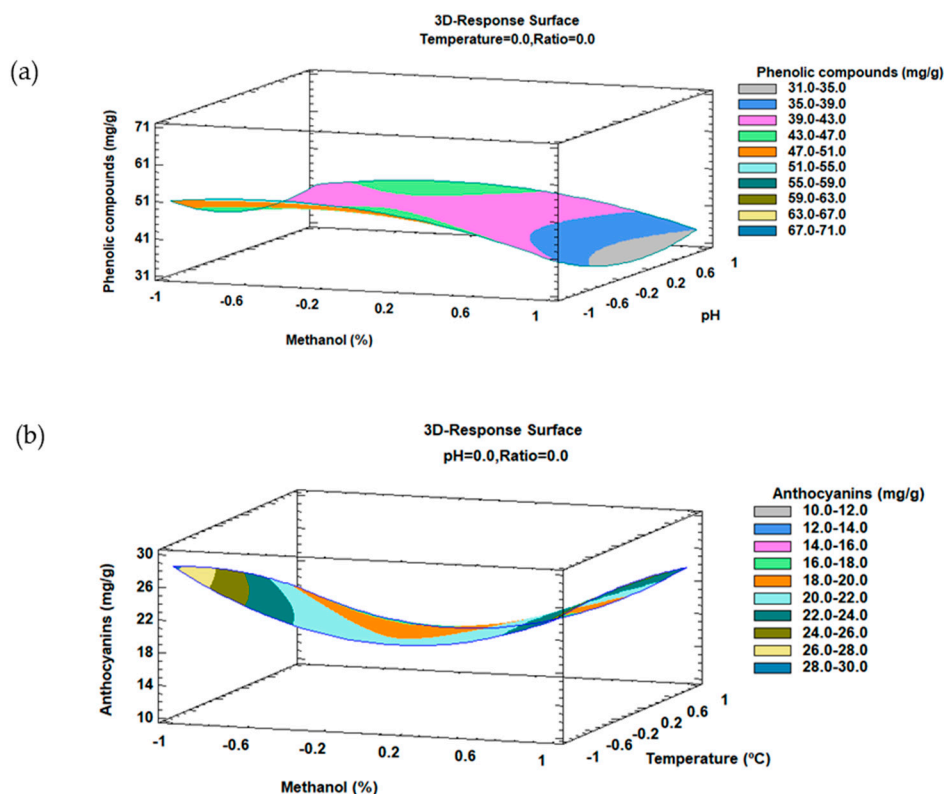 3D-Response Surface
Temperature=0.0,Ratio=0.0
(a)
Phenolic compounds (mg/g)
31.0-35.0
35.0-39.0
39.0-43.0
43.0-47.0
47.0-51.0
51.0-55.0
55.0-59.0
59.0-63.0
63.0-67.0
67.0-71.0
Phenolic compounds (mg/g)
71
61
51
41
31
-1 -0.6 -0.2 0.2 0.6 1
Methanol (%)
-1 -0.6 -0.2 0.2 0.6 1
pH
(b)
3D-Response Surface
pH=0.0,Ratio=0.0
Anthocyanins (mg/g)
10.0-12.0
12.0-14.0
14.0-16.0
16.0-18.0
18.0-20.0
20.0-22.0
22.0-24.0
24.0-26.0
26.0-28.0
28.0-30.0
Anthocyanins (mg/g)
30
26
22
18
14
10
-1 -0.6 -0.2 0.2 0.6 1
Methanol (%)
-1 -0.6 -0.2 0.2 0.6 1
Temperature (ºC)